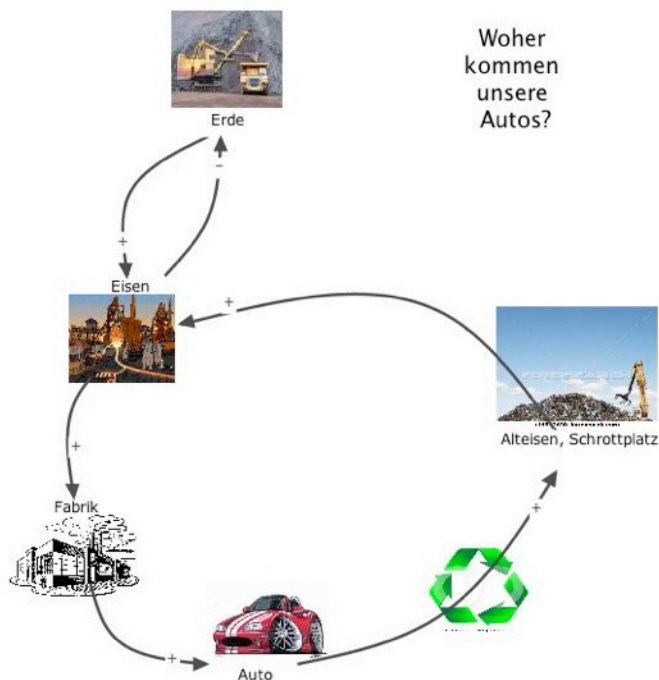 Woher
kommen
unsere
Autos?
Erde
+
−
Eisen
+
+
Alteisen, Schrottplatz
Fabrik
+
+
Auto